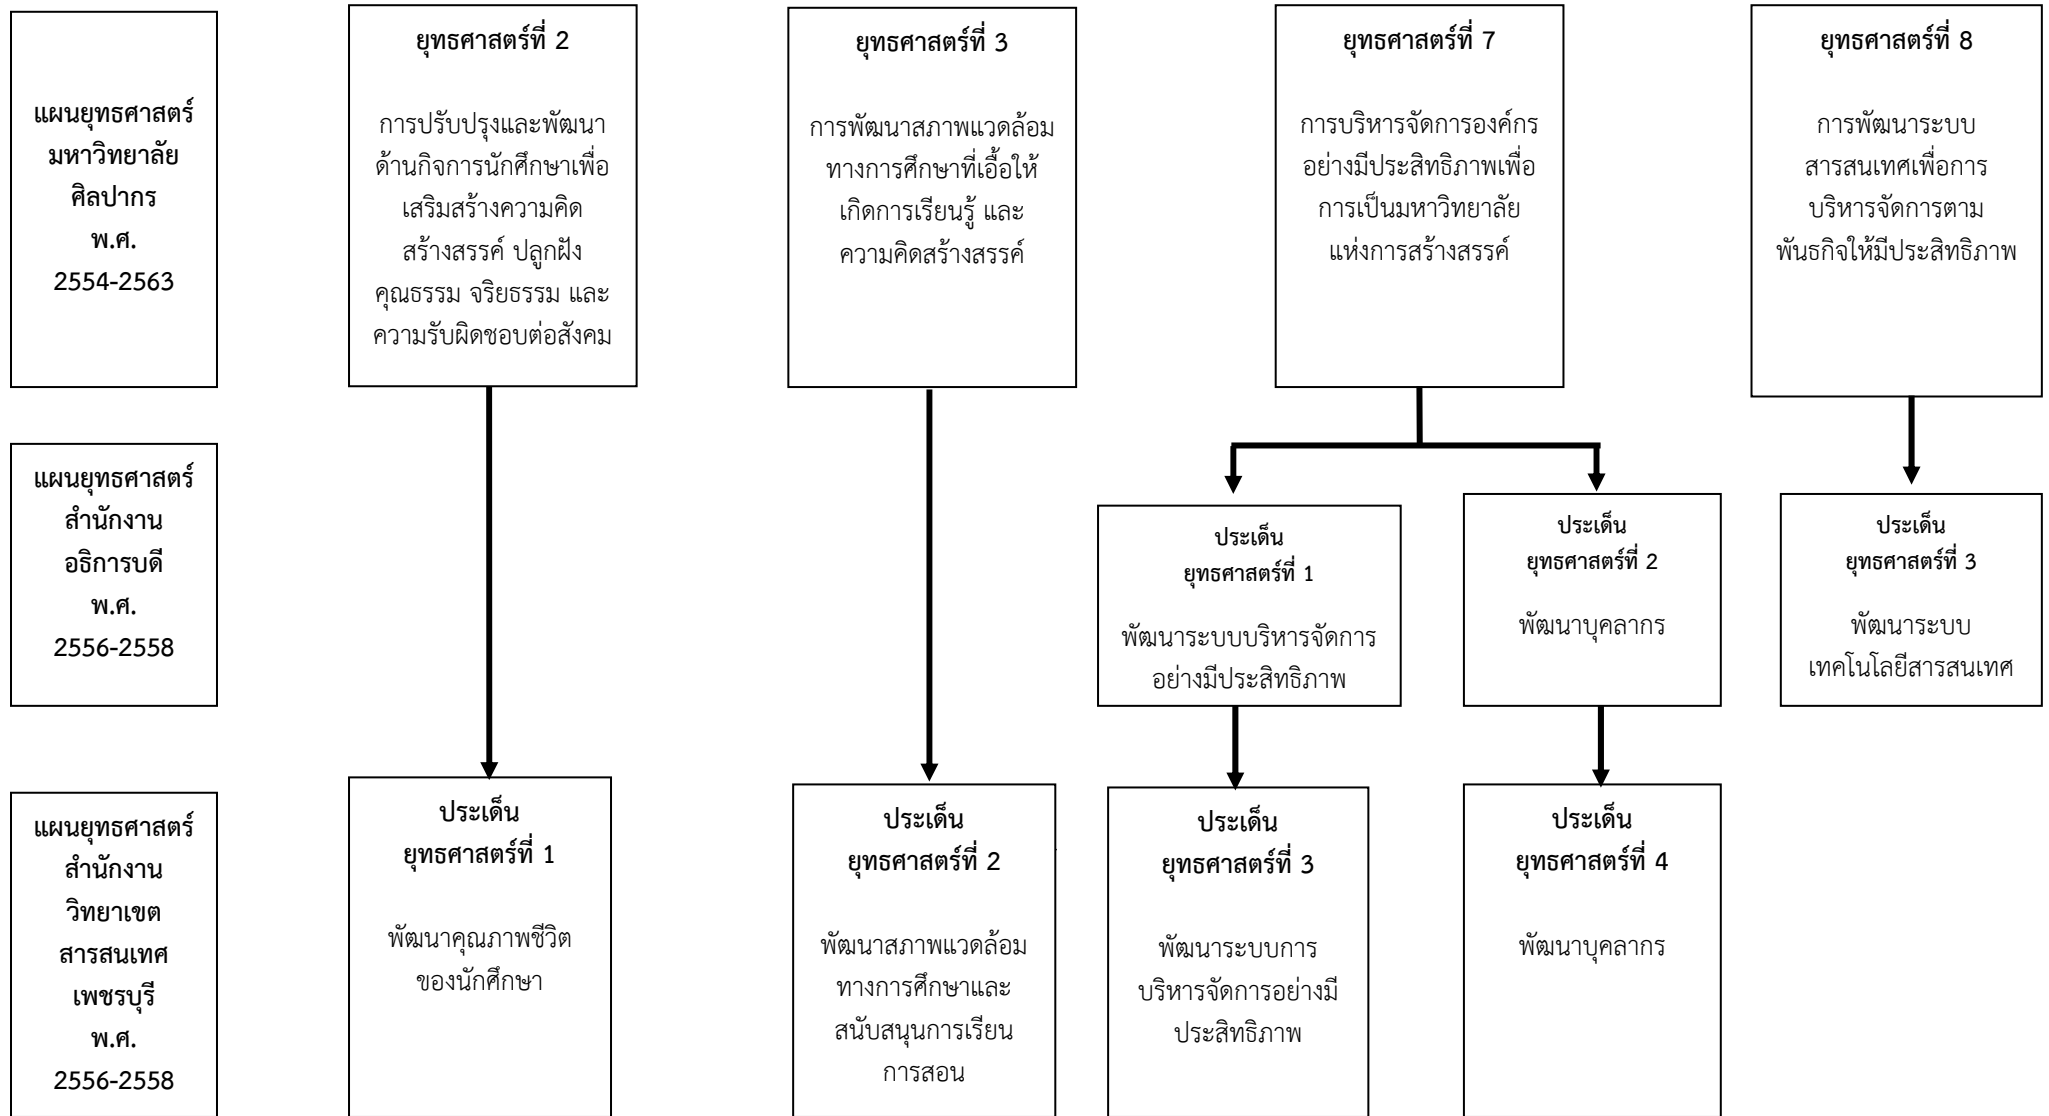 แผนยุทธศาสตร์
มหาวิทยาลัย
ศิลปากร
พ.ศ.
2554-2563
ยุทธศาสตร์ที่ 2
การปรับปรุงและพัฒนา
ด้านกิจการนักศึกษาเพื่อ
เสริมสร้างความคิด
สร้างสรรค์ ปลูกฝัง
คุณธรรม จริยธรรม และ
ความรับผิดชอบต่อสังคม
ยุทธศาสตร์ที่ 3
การพัฒนาสภาพแวดล้อม
ทางการศึกษาที่เอื้อให้
เกิดการเรียนรู้ และ
ความคิดสร้างสรรค์
ยุทธศาสตร์ที่ 7
การบริหารจัดการองค์กร
อย่างมีประสิทธิภาพเพื่อ
การเป็นมหาวิทยาลัย
แห่งการสร้างสรรค์
ยุทธศาสตร์ที่ 8
การพัฒนาระบบ
สารสนเทศเพื่อการ
บริหารจัดการตาม
พันธกิจให้มีประสิทธิภาพ
แผนยุทธศาสตร์
สำนักงาน
อธิการบดี
พ.ศ.
2556-2558
ประเด็น
ยุทธศาสตร์ที่ 1
พัฒนาระบบบริหารจัดการ
อย่างมีประสิทธิภาพ
ประเด็น
ยุทธศาสตร์ที่ 2
พัฒนาบุคลากร
ประเด็น
ยุทธศาสตร์ที่ 3
พัฒนาระบบ
เทคโนโลยีสารสนเทศ
แผนยุทธศาสตร์
สำนักงาน
วิทยาเขต
สารสนเทศ
เพชรบุรี
พ.ศ.
2556-2558
ประเด็น
ยุทธศาสตร์ที่ 1
พัฒนาคุณภาพชีวิต
ของนักศึกษา
ประเด็น
ยุทธศาสตร์ที่ 2
พัฒนาสภาพแวดล้อม
ทางการศึกษาและ
สนับสนุนการเรียน
การสอน
ประเด็น
ยุทธศาสตร์ที่ 3
พัฒนาระบบการ
บริหารจัดการอย่างมี
ประสิทธิภาพ
ประเด็น
ยุทธศาสตร์ที่ 4
พัฒนาบุคลากร